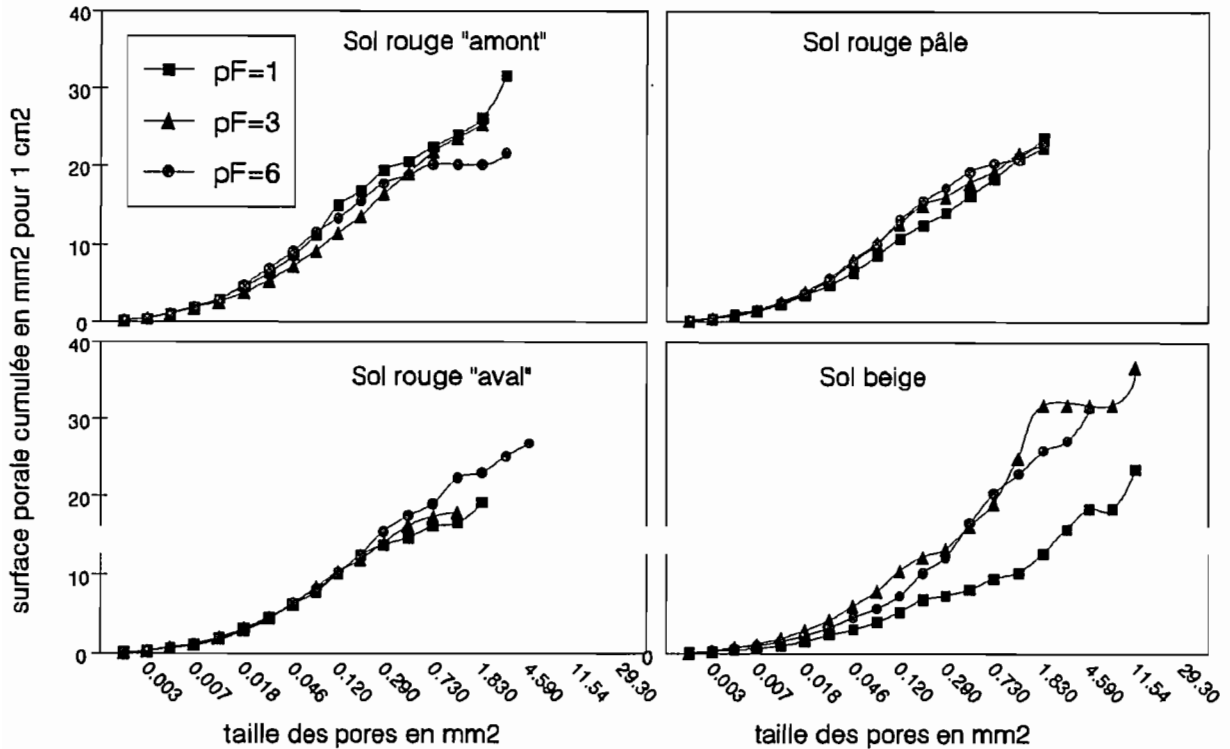 surface porale cumulée en mm2 pour 1 cm2
40
30
20
10
0
Sol rouge "amont"
pF=1
pF=3
pF=6
Sol rouge pâle
40
30
20
10
0
Sol rouge "aval"
Sol beige
0
0.003 0.007 0.018 0.046 0.120 0.290 0.730 1.830 4.590 11.54 29.30
0.003 0.007 0.018 0.046 0.120 0.290 0.730 1.830 4.590 11.54 29.30
taille des pores en mm2
taille des pores en mm2